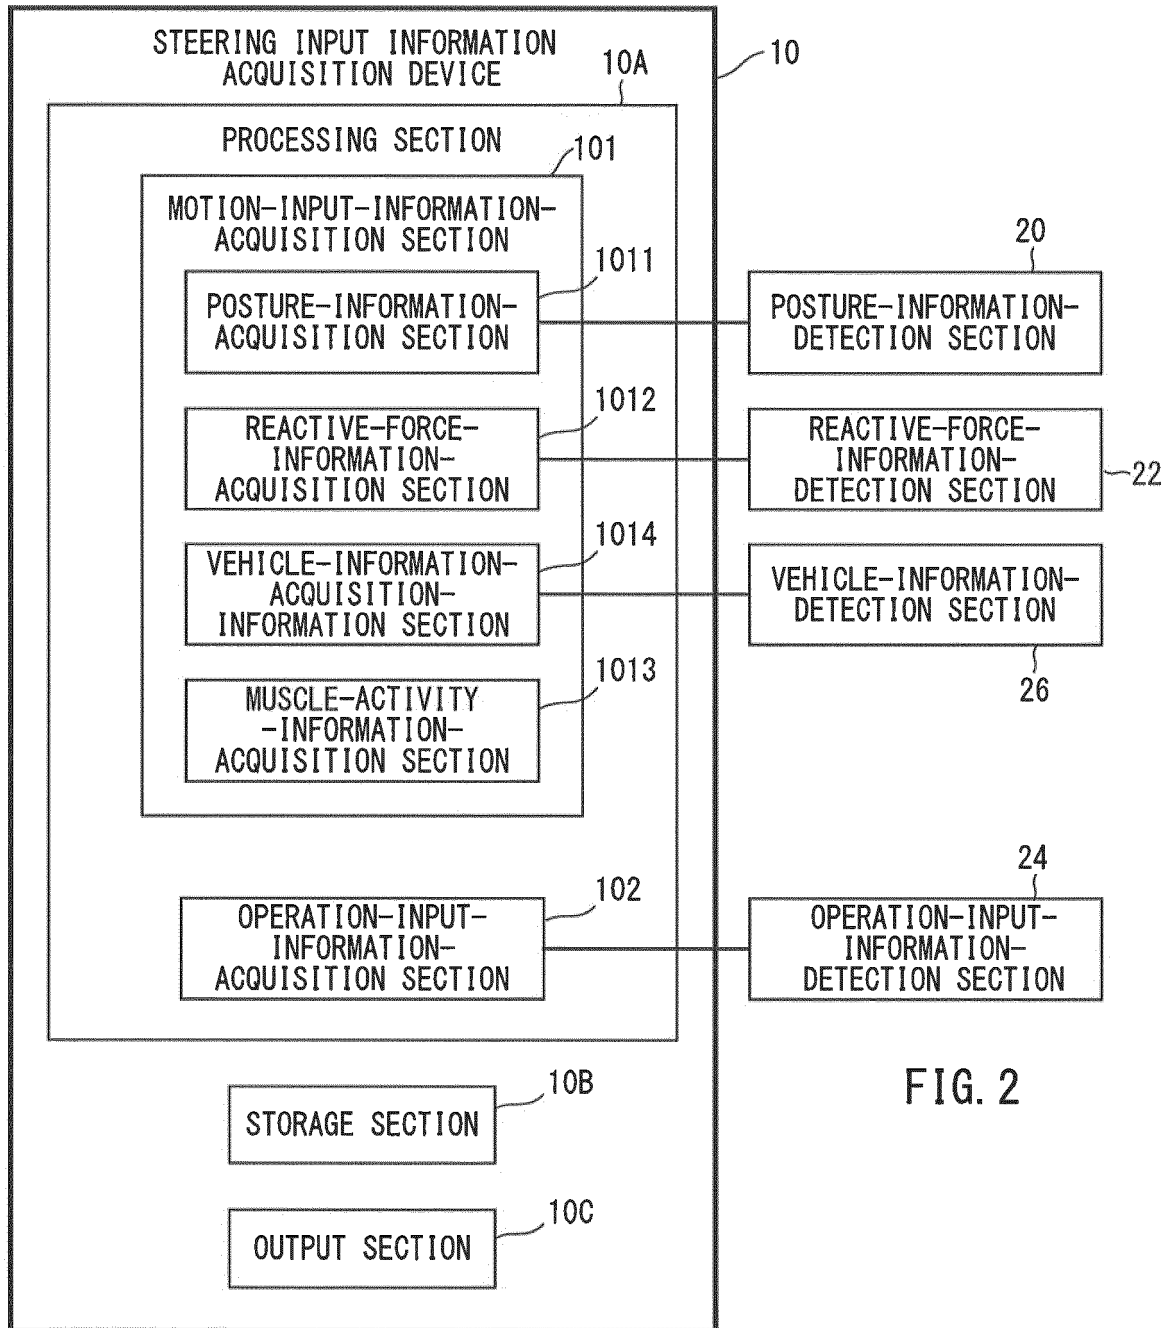 STEERING INPUT INFORMATION
ACQUISITION DEVICE
10
10A
PROCESSING SECTION
101
MOTION-INPUT-INFORMATION-
ACQUISITION SECTION
1011
POSTURE-INFORMATION-
ACQUISITION SECTION
20
POSTURE-INFORMATION-
DETECTION SECTION
1012
REACTIVE-FORCE-
INFORMATION-
ACQUISITION SECTION
REACTIVE-FORCE-
INFORMATION-
DETECTION SECTION
22
1014
VEHICLE-INFORMATION-
ACQUISITION-
INFORMATION SECTION
VEHICLE-INFORMATION-
DETECTION SECTION
26
1013
MUSCLE-ACTIVITY
-INFORMATION-
ACQUISITION SECTION
102
OPERATION-INPUT-
INFORMATION-
ACQUISITION SECTION
24
OPERATION-INPUT-
INFORMATION-
DETECTION SECTION
10B
STORAGE SECTION
10C
OUTPUT SECTION
FIG. 2